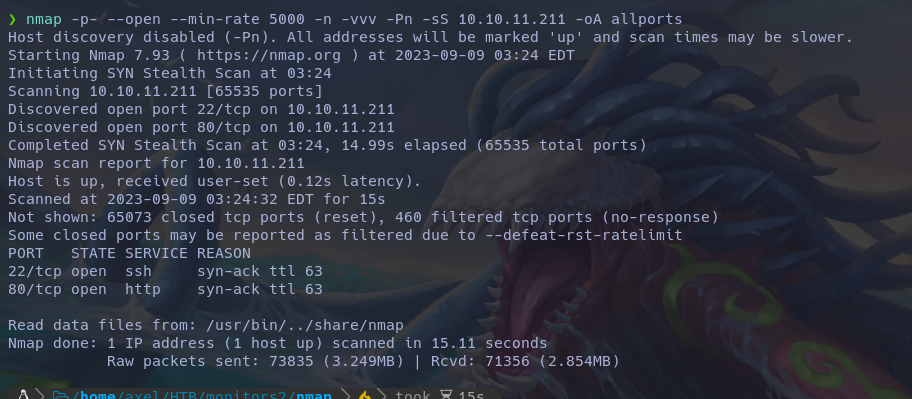 ❯ nmap -p- --open --min-rate 5000 -n -vvv -Pn -sS 10.10.11.211 -oA allports
Host discovery disabled (-Pn). All addresses will be marked 'up' and scan times may be slower.
Starting Nmap 7.93 ( https://nmap.org ) at 2023-09-09 03:24 EDT
Initiating SYN Stealth Scan at 03:24
Scanning 10.10.11.211 [65535 ports]
Discovered open port 22/tcp on 10.10.11.211
Discovered open port 80/tcp on 10.10.11.211
Completed SYN Stealth Scan at 03:24, 14.99s elapsed (65535 total ports)
Nmap scan report for 10.10.11.211
Host is up, received user-set (0.12s latency).
Scanned at 2023-09-09 03:24:32 EDT for 15s
Not shown: 65073 closed tcp ports (reset), 460 filtered tcp ports (no-response)
Some closed ports may be reported as filtered due to --defeat-rst-ratelimit
PORT   STATE SERVICE REASON
22/tcp open  ssh     syn-ack ttl 63
80/tcp open  http    syn-ack ttl 63
Read data files from: /usr/bin/../share/nmap
Nmap done: 1 IP address (1 host up) scanned in 15.11 seconds
           Raw packets sent: 73835 (3.249MB) | Rcvd: 71356 (2.854MB)
/home/axel/HTB/monitors2/nmap took 15s